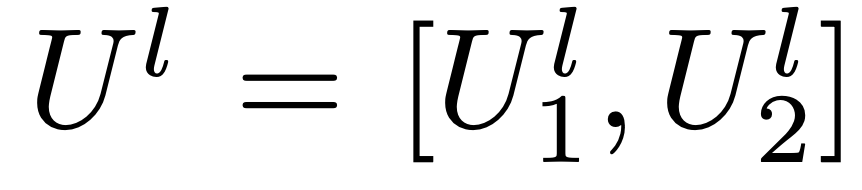 U^l = [U_1^l, U_2^l]